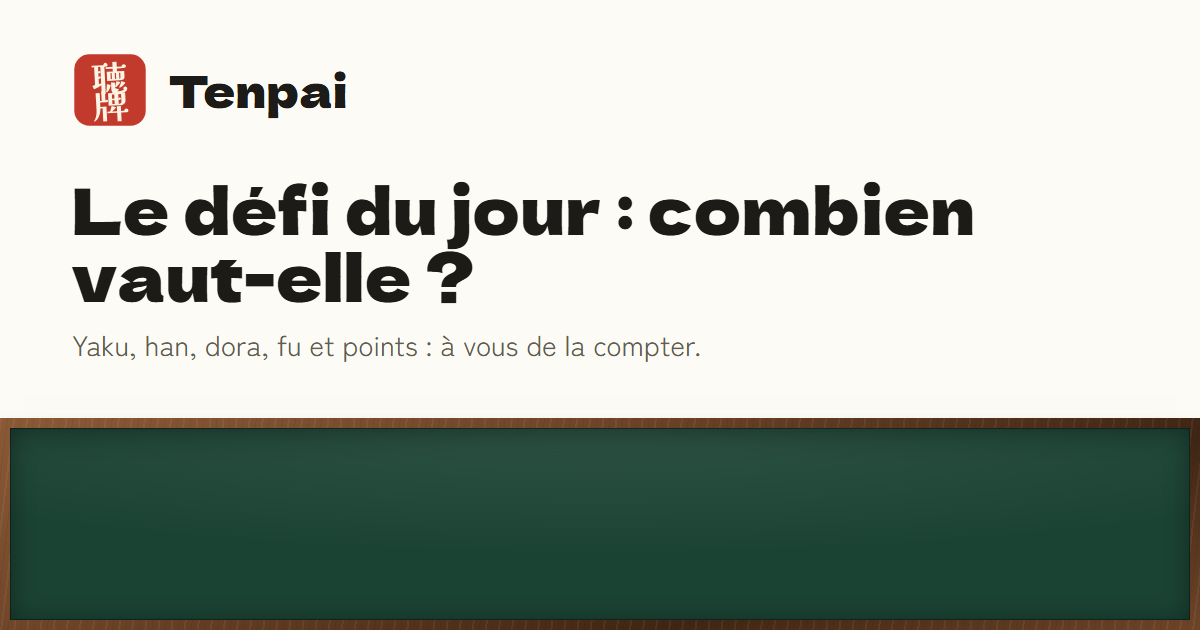 聴牌
Tenpai
Le défi du jour : combien
vaut-elle ?
Yaku, han, dora, fu et points : à vous de la compter.